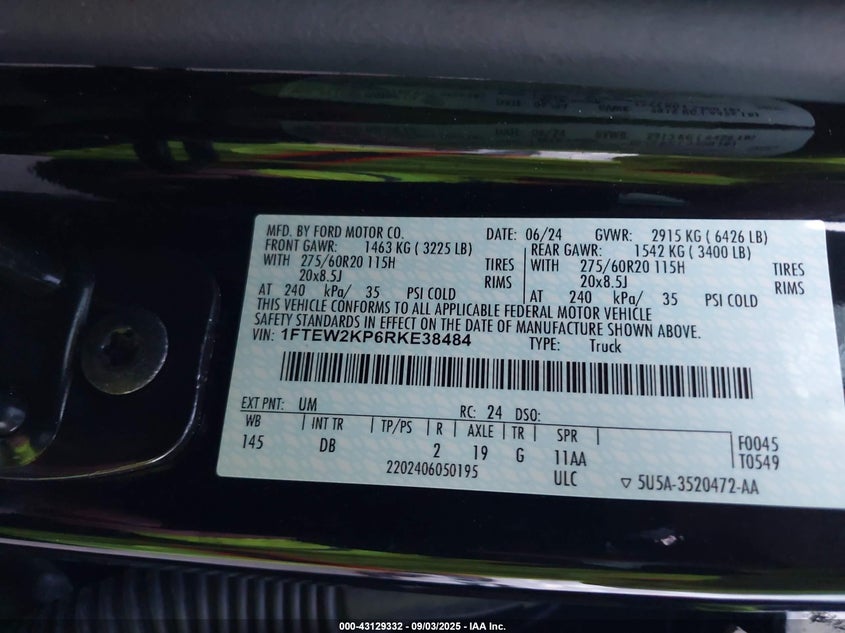 MFD. BY FORD MOTOR CO. DATE: 06/24 GVWR: 2915 KG ( 6426 LB)
FRONT GAWR: 1463 KG ( 3225 LB) REAR GAWR: 1542 KG ( 3400 LB)
WITH 275/60R20 115H TIRES WITH 275/60R20 115H TIRES
20x8.5J RIMS 20x8.5J RIMS
AT 240 kPa/ 35 PSI COLD AT 240 kPa/ 35 PSI COLD
THIS VEHICLE CONFORMS TO ALL APPLICABLE FEDERAL MOTOR VEHICLE
SAFETY STANDARDS IN EFFECT ON THE DATE OF MANUFACTURE SHOWN ABOVE.
VIN: 1FTEW2KP6RKE38484 TYPE: Truck
EXT PNT: UM RC: 24 DSO:
WB INT TR TP/PS R AXLE TR SPR F0045
145 DB 2 19 G 11AA T0549
2202406050195 ULC ▽ 5U5A-3520472-AA
000-43129332 - 09/03/2025 - IAA Inc.